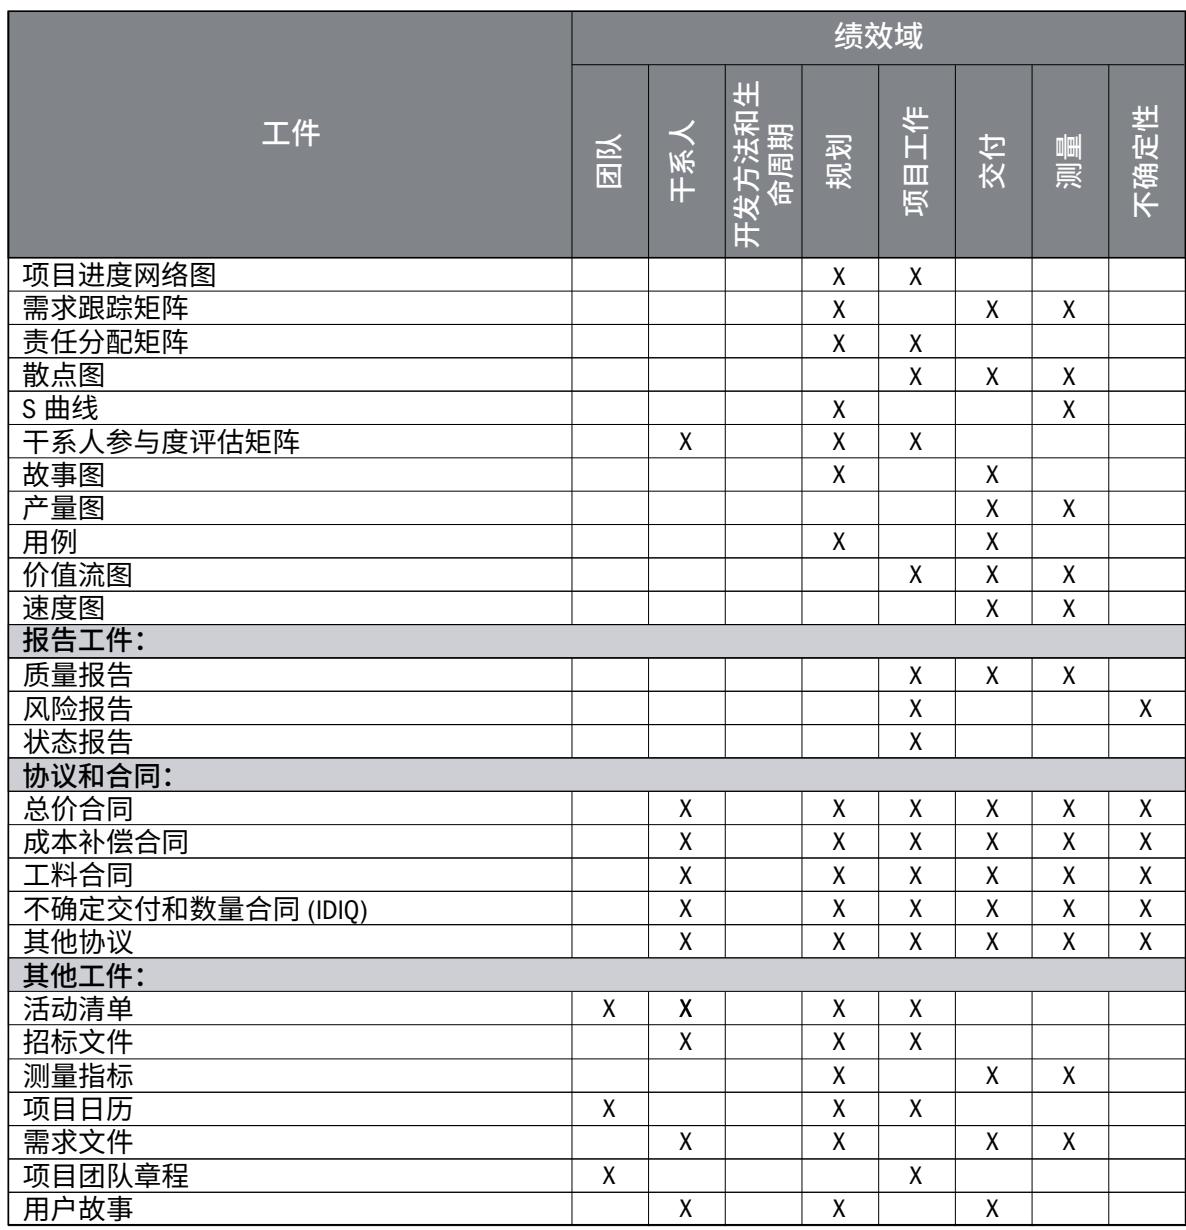 绩效域
工件
团队
干系人
开发方法和生
命周期
规划
项目工作
交付
测量
不确定性
项目进度网络图 X X
需求跟踪矩阵 X X X
责任分配矩阵 X X
散点图 X X X
S 曲线 X X
干系人参与度评估矩阵 X X X
故事图 X X
产量图 X X
用例 X X
价值流图 X X X
速度图 X X
报告工件：
质量报告 X X X
风险报告 X X
状态报告 X
协议和合同：
总价合同 X X X X X X
成本补偿合同 X X X X X X
工料合同 X X X X X X
不确定交付和数量合同 (IDIQ) X X X X X X
其他协议 X X X X X X
其他工件：
活动清单 X X X X
招标文件 X X X
测量指标 X X X
项目日历 X X X
需求文件 X X X X
项目团队章程 X X
用户故事 X X X